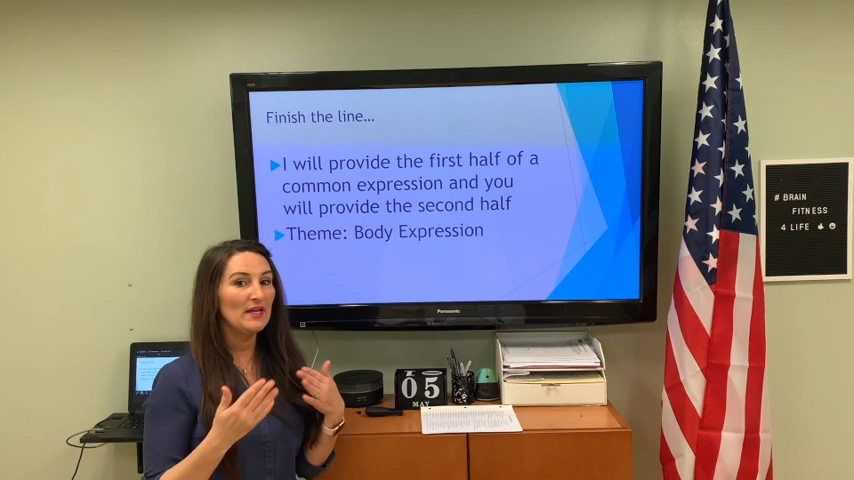 Finish the line...
I will provide the first half of a
common expression and you
will provide the second half
Theme: Body Expression
Panasonic
# BRAIN
FITNESS
4 LIFE
05
MAY